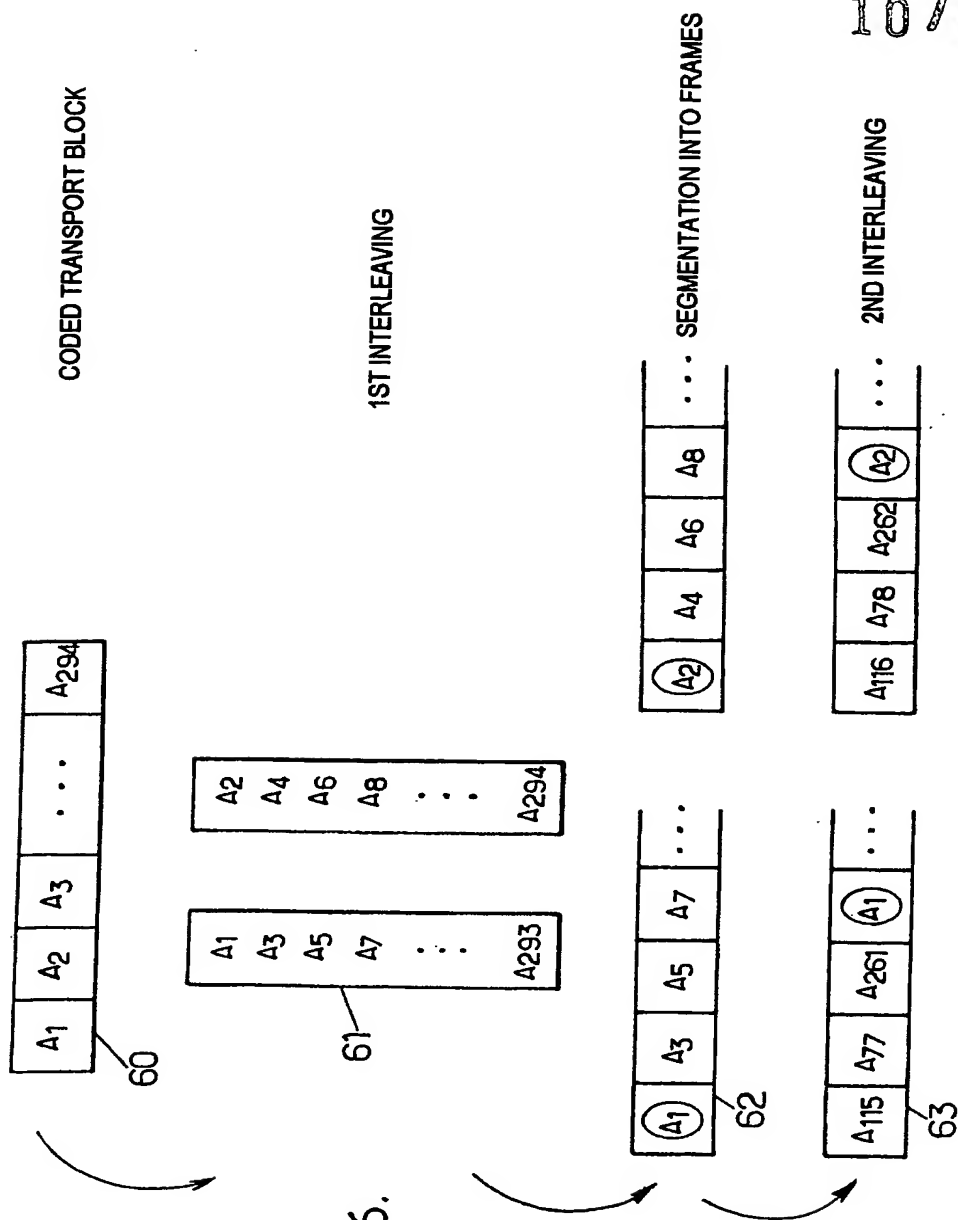 CODED TRANSPORT BLOCK
A1 A2 A3 ... A294
60
1ST INTERLEAVING
A1 A3 A5 A7 ... A293
A2 A4 A6 A8 ... A294
61
SEGMENTATION INTO FRAMES
A1 A3 A5 A7 ...
A2 A4 A6 A8 ...
62
2ND INTERLEAVING
A115 A77 A261 A1 ...
A116 A78 A262 A2 ...
63